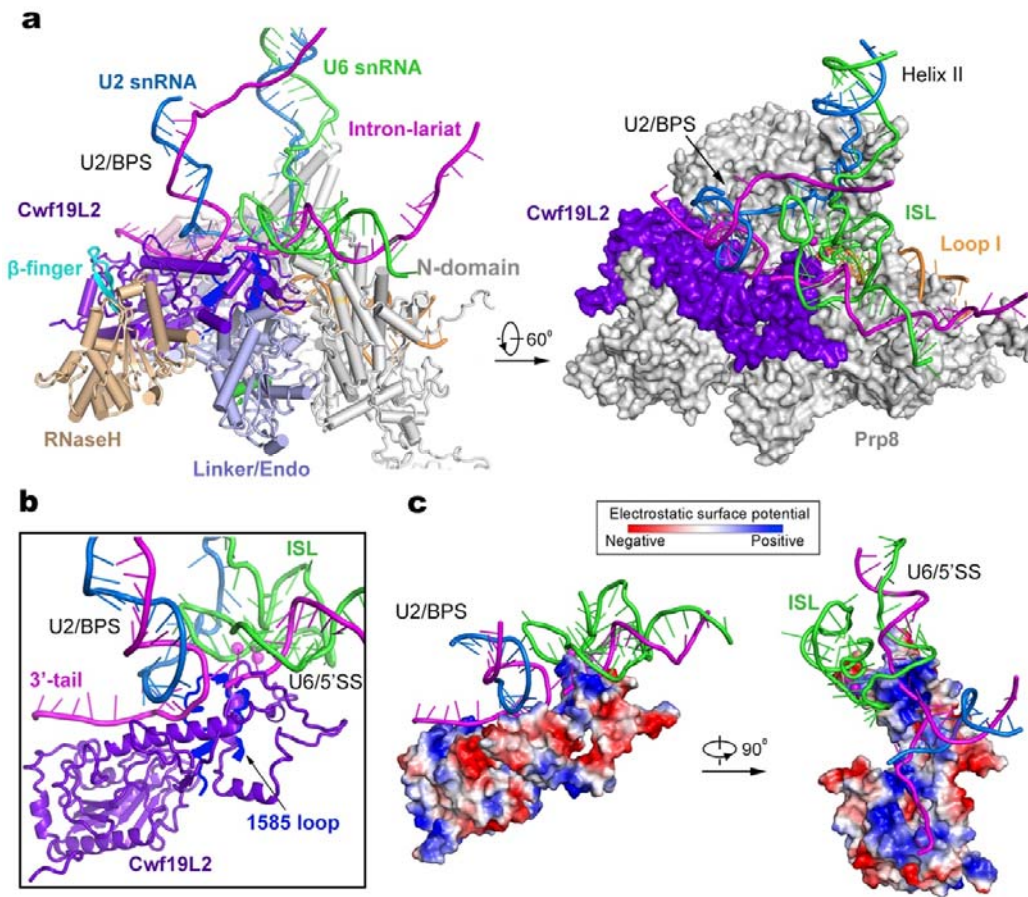 a
U2 snRNA
U6 snRNA
U2/BPS
Intron-lariat
Cwf19L2
β-finger
N-domain
RNaseH
Linker/Endo
60⁰
Helix II
U2/BPS
Cwf19L2
ISL
Loop I
Prp8
b
ISL
U2/BPS
U6/5'SS
3'-tail
1585 loop
Cwf19L2
c
Electrostatic surface potential
Negative Positive
U2/BPS
90⁰
U6/5'SS
ISL